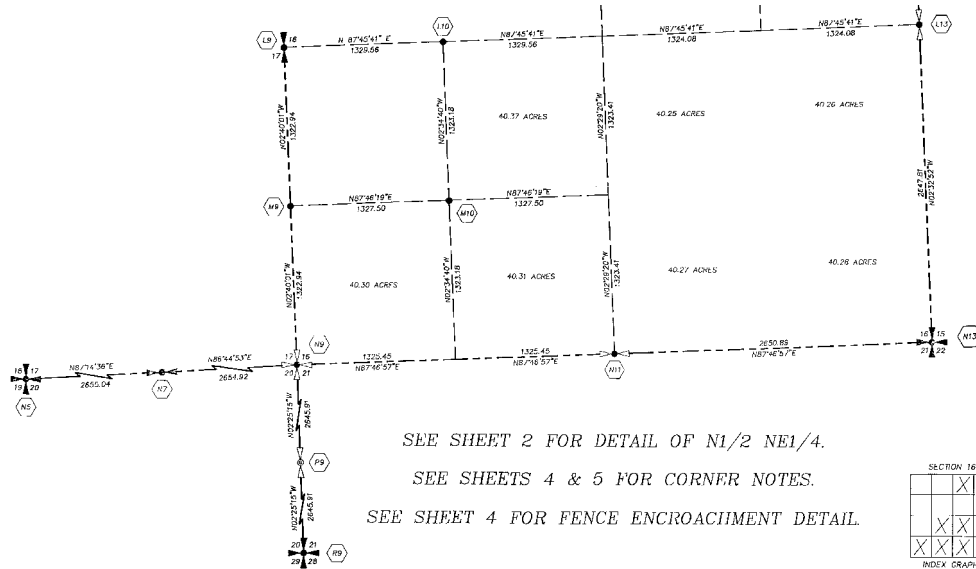 L9
18
17
N 87°45'41" E
1329.56
L10
N87°45'41"E
1329.56
N87°45'41"E
1324.08
N87°45'41"E
1324.08
L13
N02°40'01"W
1322.94
N02°34'40"W
1323.18
40.37 ACRES
N02°29'20"W
1323.41
40.25 ACRES
40.26 ACRES
2647.81
N02°32'52"W
M9
N87°46'19"E
1327.50
M10
N87°46'19"E
1327.50
N02°40'01"W
1322.94
40.30 ACRES
N02°34'40"W
1323.18
40.31 ACRES
N02°29'20"W
1323.41
40.27 ACRES
40.26 ACRES
N9
17 16
20 21
1325.45
N87°46'57"E
1325.45
N87°46'57"E
N11
2650.89
N87°46'57"E
16 15
21 22
N13
18 17
19 20
N5
N87°14'38"E
2655.04
N7
N86°44'53"E
2654.92
N02°25'15"W
2645.91
P9
N02°25'15"W
2645.91
20 21
29 28
R9
SEE SHEET 2 FOR DETAIL OF N1/2 NE1/4.
SEE SHEETS 4 & 5 FOR CORNER NOTES.
SEE SHEET 4 FOR FENCE ENCROACHMENT DETAIL.
SECTION 16
X
X X
X X X
INDEX GRAPH